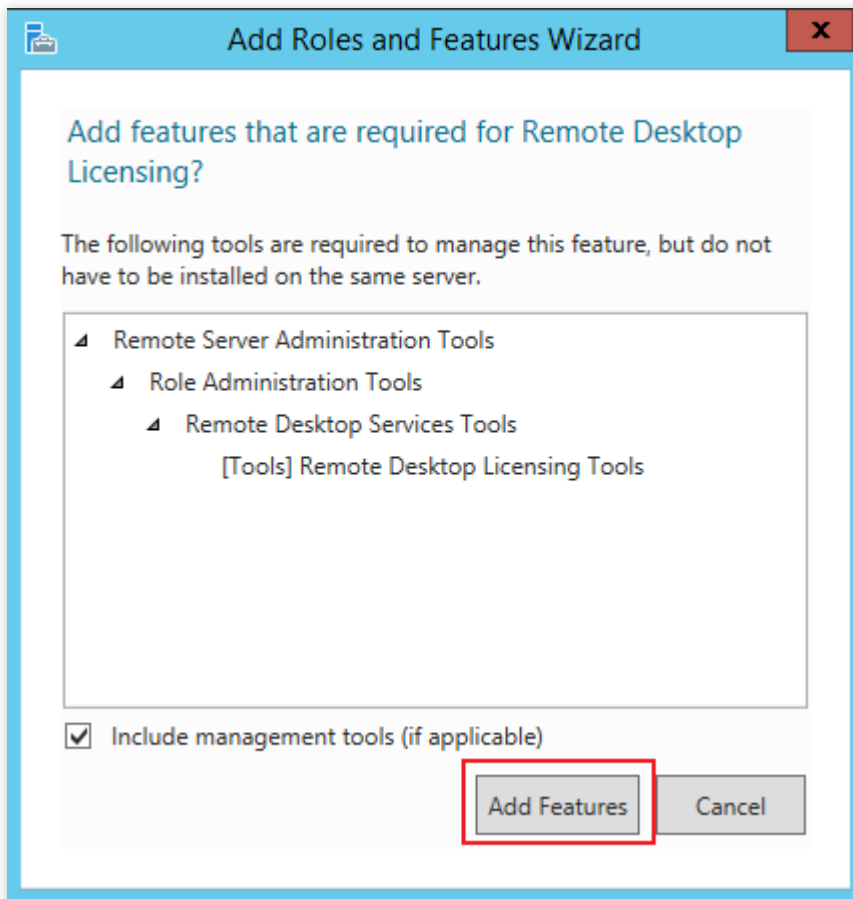 Add Roles and Features Wizard
x
Add features that are required for Remote Desktop
Licensing?
The following tools are required to manage this feature, but do not
have to be installed on the same server.
Remote Server Administration Tools
Role Administration Tools
Remote Desktop Services Tools
[Tools] Remote Desktop Licensing Tools
Include management tools (if applicable)
Add Features
Cancel